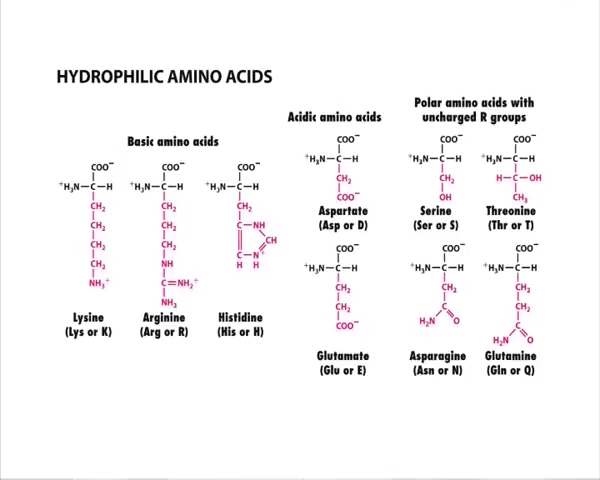 HYDROPHILIC AMINO ACIDS
Basic amino acids
COO⁻
⁺H₃N—C—H
CH₂
CH₂
CH₂
CH₂
NH₃⁺
Lysine
(Lys or K)
COO⁻
⁺H₃N—C—H
CH₂
CH₂
CH₂
NH
C=NH₂⁺
NH₃
Arginine
(Arg or R)
COO⁻
⁺H₃N—C—H
CH₂
C—NH
CH
C—N⁺
H H
Histidine
(His or H)
Acidic amino acids
COO⁻
⁺H₃N—C—H
CH₂
COO⁻
Aspartate
(Asp or D)
COO⁻
⁺H₃N—C—H
CH₂
CH₂
COO⁻
Glutamate
(Glu or E)
Polar amino acids with
uncharged R groups
COO⁻
⁺H₃N—C—H
CH₂
OH
Serine
(Ser or S)
COO⁻
⁺H₃N—C—H
H—C—OH
CH₃
Threonine
(Thr or T)
COO⁻
⁺H₃N—C—H
CH₂
C
H₂N O
Asparagine
(Asn or N)
COO⁻
⁺H₃N—C—H
CH₂
CH₂
C
H₂N O
Glutamine
(Gln or Q)